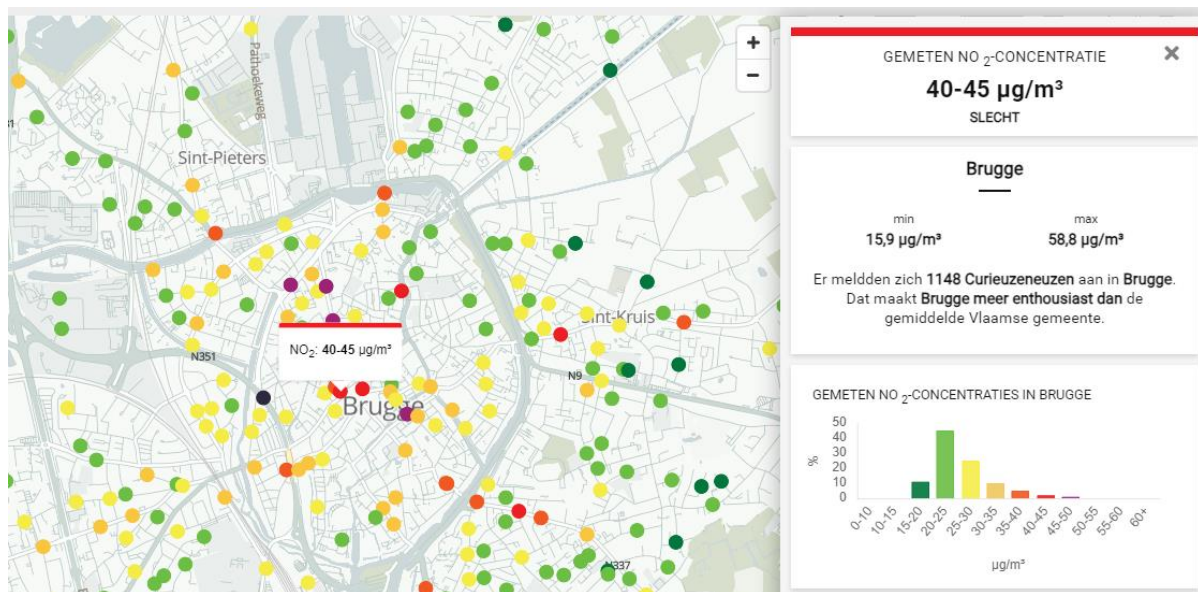 Pathoekeweg
Sint-Pieters
31
Sint-Kruis
N351
N9
NO2: 40-45 µg/m³
Brugge
N337
+
−
GEMETEN NO 2-CONCENTRATIE
×
40-45 µg/m³
SLECHT
Brugge
min
max
15,9 µg/m³
58,8 µg/m³
Er meldden zich 1148 Curieuzeneuzen aan in Brugge.
Dat maakt Brugge meer enthousiast dan de
gemiddelde Vlaamse gemeente.
GEMETEN NO 2-CONCENTRATIES IN BRUGGE
50
40
30
20
10
0
%
0-10
10-15
15-20
20-25
25-30
30-35
35-40
40-45
45-50
50-55
55-60
60+
µg/m³